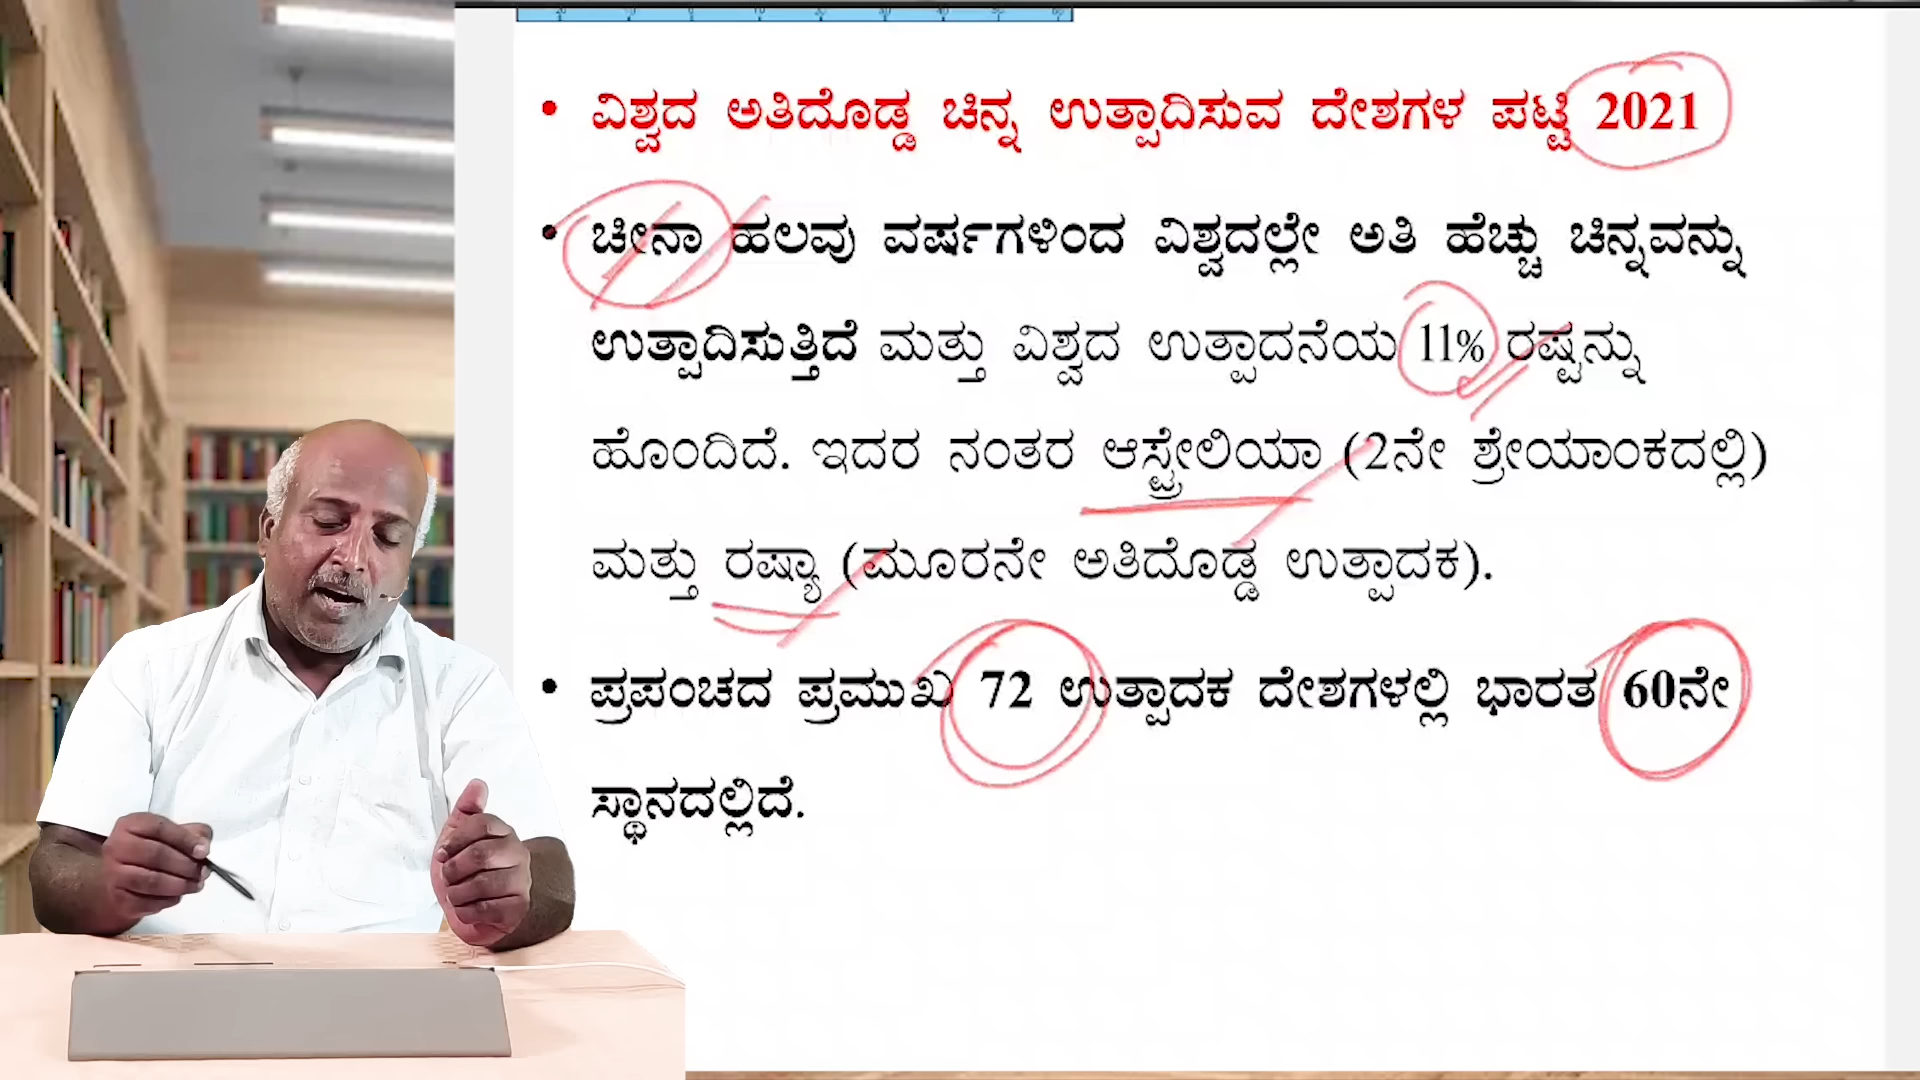 • ವಿಶ್ವದ ಅತಿದೊಡ್ಡ ಚಿನ್ನ ಉತ್ಪಾದಿಸುವ ದೇಶಗಳ ಪಟ್ಟಿ 2021
• ಚೀನಾ ಹಲವು ವರ್ಷಗಳಿಂದ ವಿಶ್ವದಲ್ಲೇ ಅತಿ ಹೆಚ್ಚು ಚಿನ್ನವನ್ನು
ಉತ್ಪಾದಿಸುತ್ತಿದೆ ಮತ್ತು ವಿಶ್ವದ ಉತ್ಪಾದನೆಯ 11% ರಷ್ಟನ್ನು
ಹೊಂದಿದೆ. ಇದರ ನಂತರ ಆಸ್ಟ್ರೇಲಿಯಾ (2ನೇ ಶ್ರೇಯಾಂಕದಲ್ಲಿ)
ಮತ್ತು ರಷ್ಯಾ (ಮೂರನೇ ಅತಿದೊಡ್ಡ ಉತ್ಪಾದಕ).
• ಪ್ರಪಂಚದ ಪ್ರಮುಖ 72 ಉತ್ಪಾದಕ ದೇಶಗಳಲ್ಲಿ ಭಾರತ 60ನೇ
ಸ್ಥಾನದಲ್ಲಿದೆ.